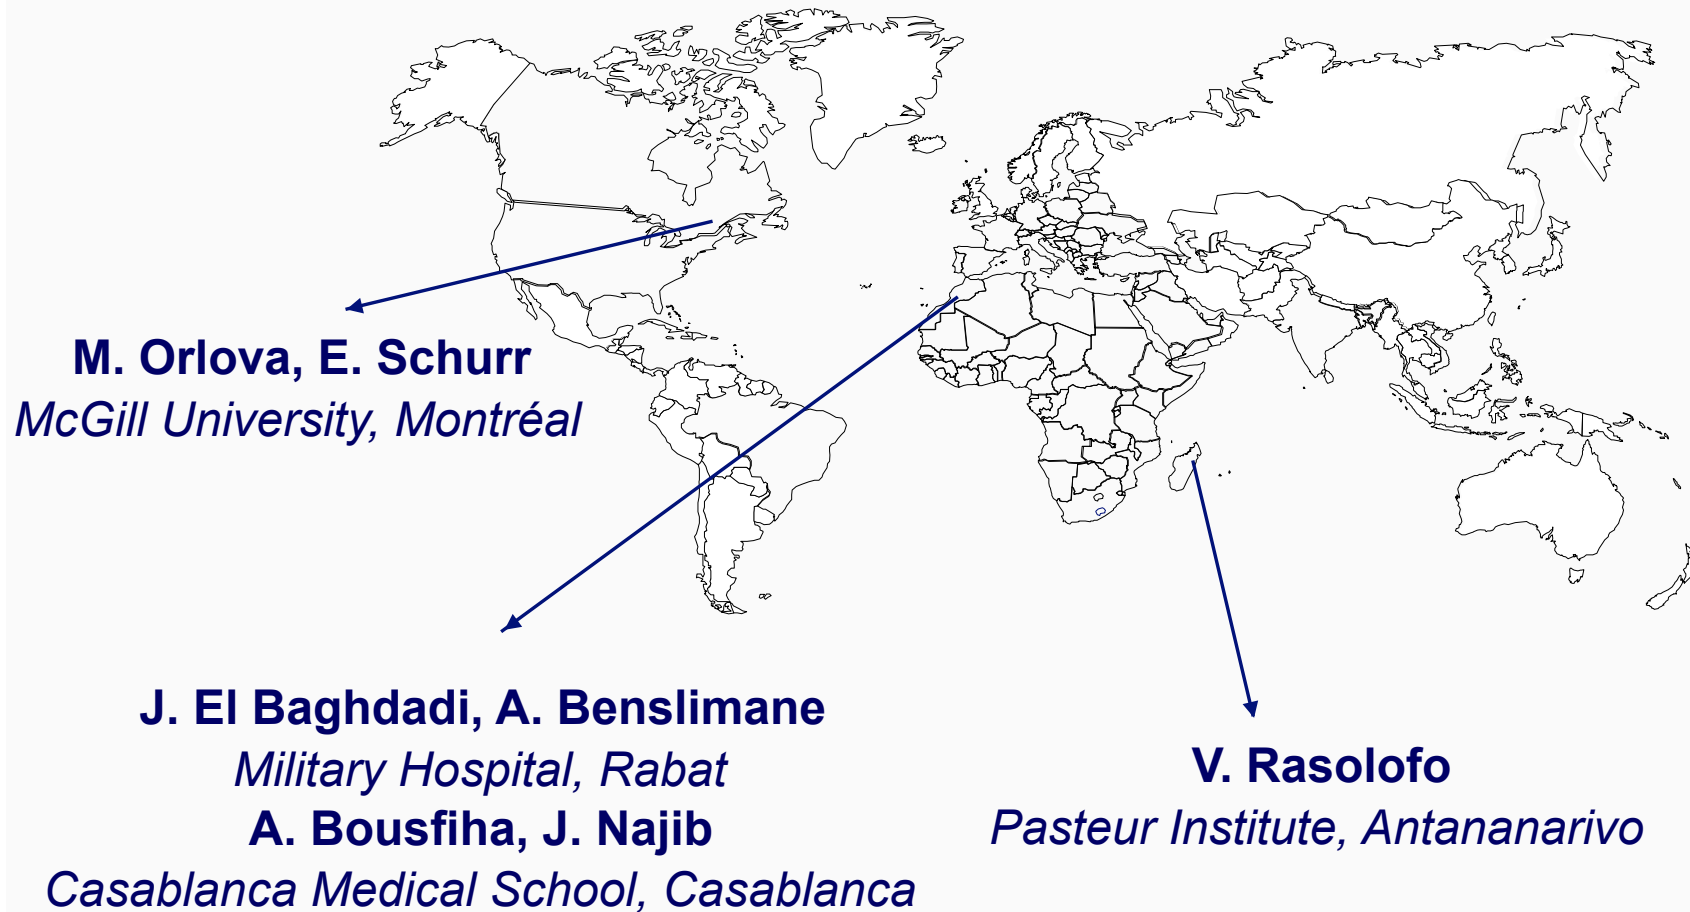 M. Orlova, E. Schurr
McGill University, Montréal
J. El Baghdadi, A. Benslimane
Military Hospital, Rabat
A. Bousfiha, J. Najib
Casablanca Medical School, Casablanca
V. Rasolofo
Pasteur Institute, Antananarivo